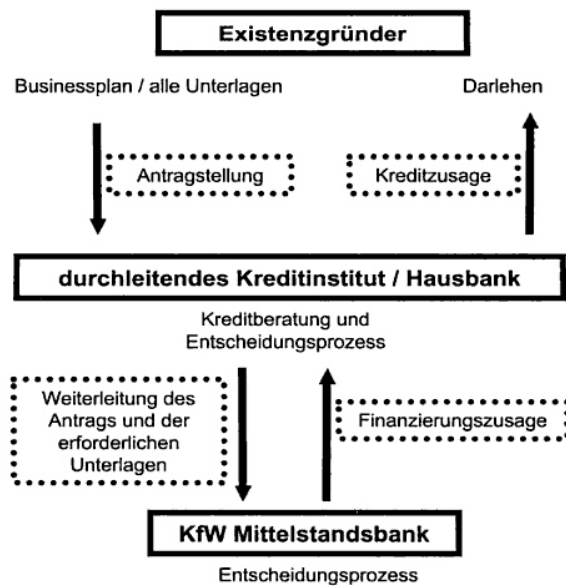 Existenzgründer
Businessplan / alle Unterlagen
Darlehen
Antragstellung
Kreditzusage
durchleitendes Kreditinstitut / Hausbank
Kreditberatung und
Entscheidungsprozess
Weiterleitung des
Antrags und der
erforderlichen
Unterlagen
Finanzierungszusage
KfW Mittelstandsbank
Entscheidungsprozess